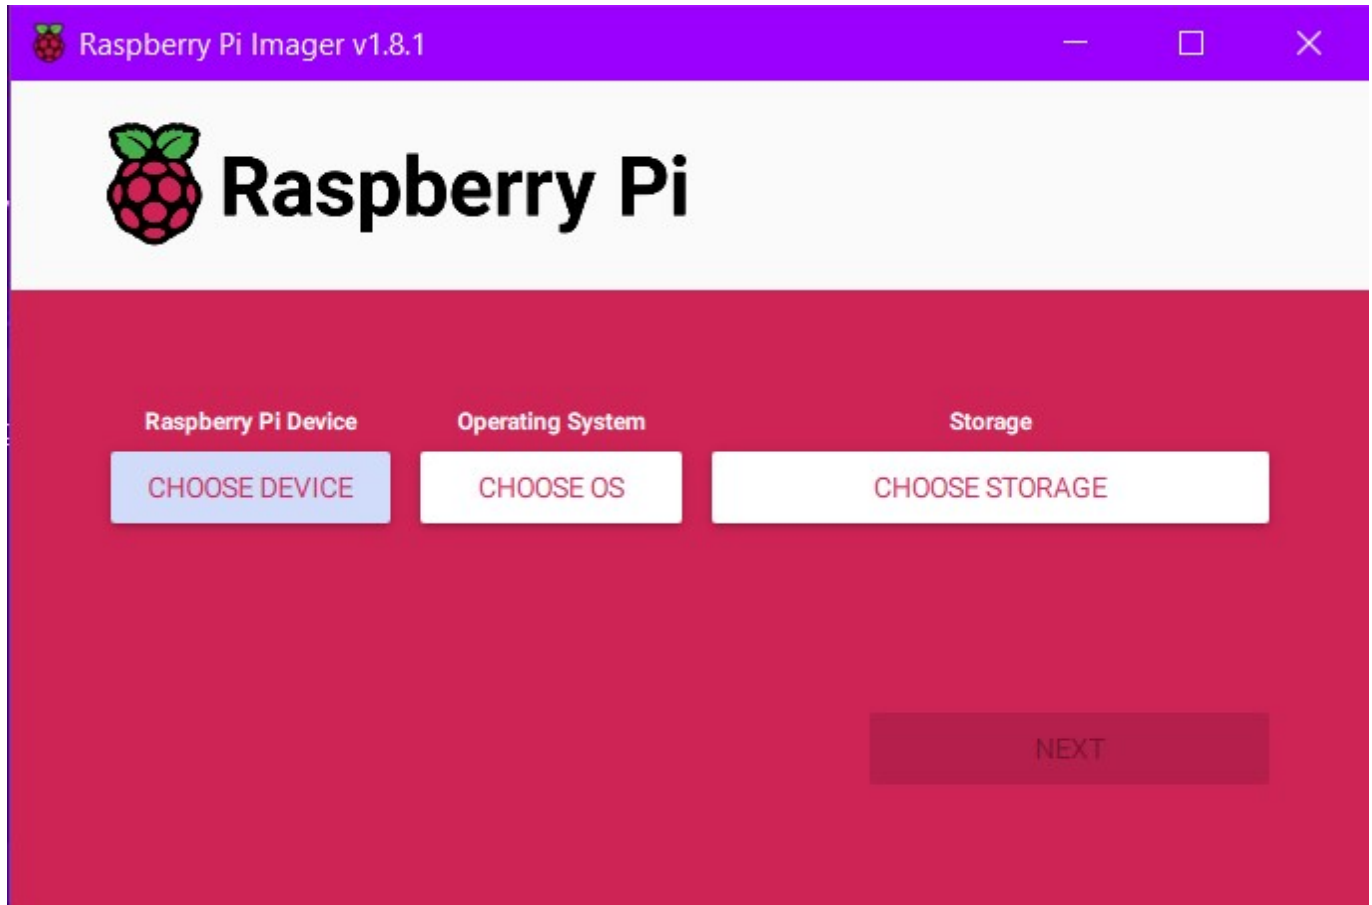 Raspberry Pi Imager v1.8.1
Raspberry Pi
Raspberry Pi Device
Operating System
Storage
CHOOSE DEVICE
CHOOSE OS
CHOOSE STORAGE
NEXT